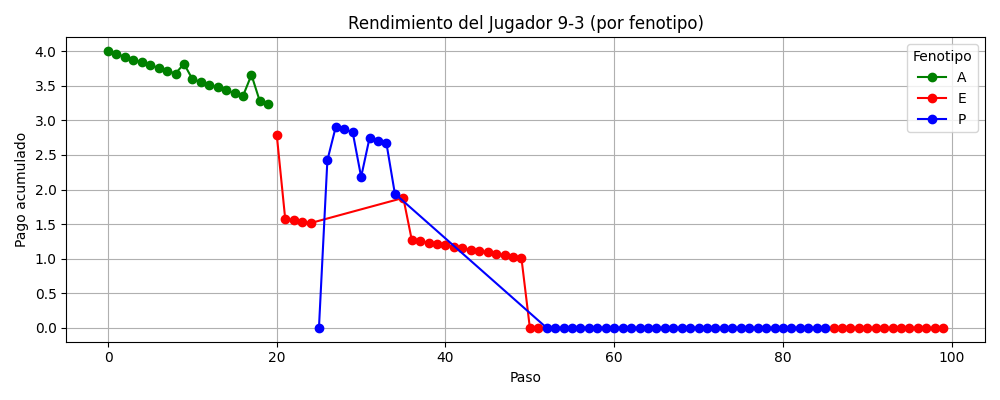 Rendimiento del Jugador 9-3 (por fenotipo)
Pago acumulado
4.0
3.5
3.0
2.5
2.0
1.5
1.0
0.5
0.0
Fenotipo
A
E
P
0 20 40 60 80 100
Paso